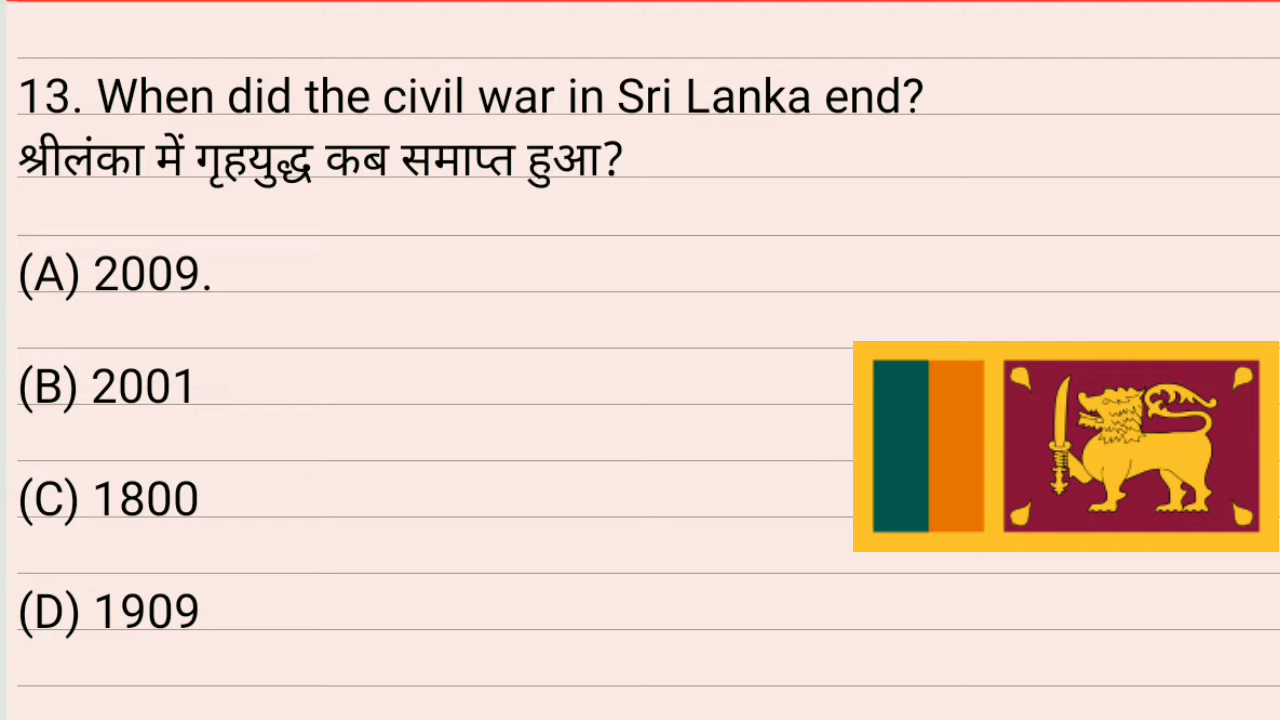 13. When did the civil war in Sri Lanka end?
श्रीलंका में गृहयुद्ध कब समाप्त हुआ?
(A) 2009.
(B) 2001
(C) 1800
(D) 1909